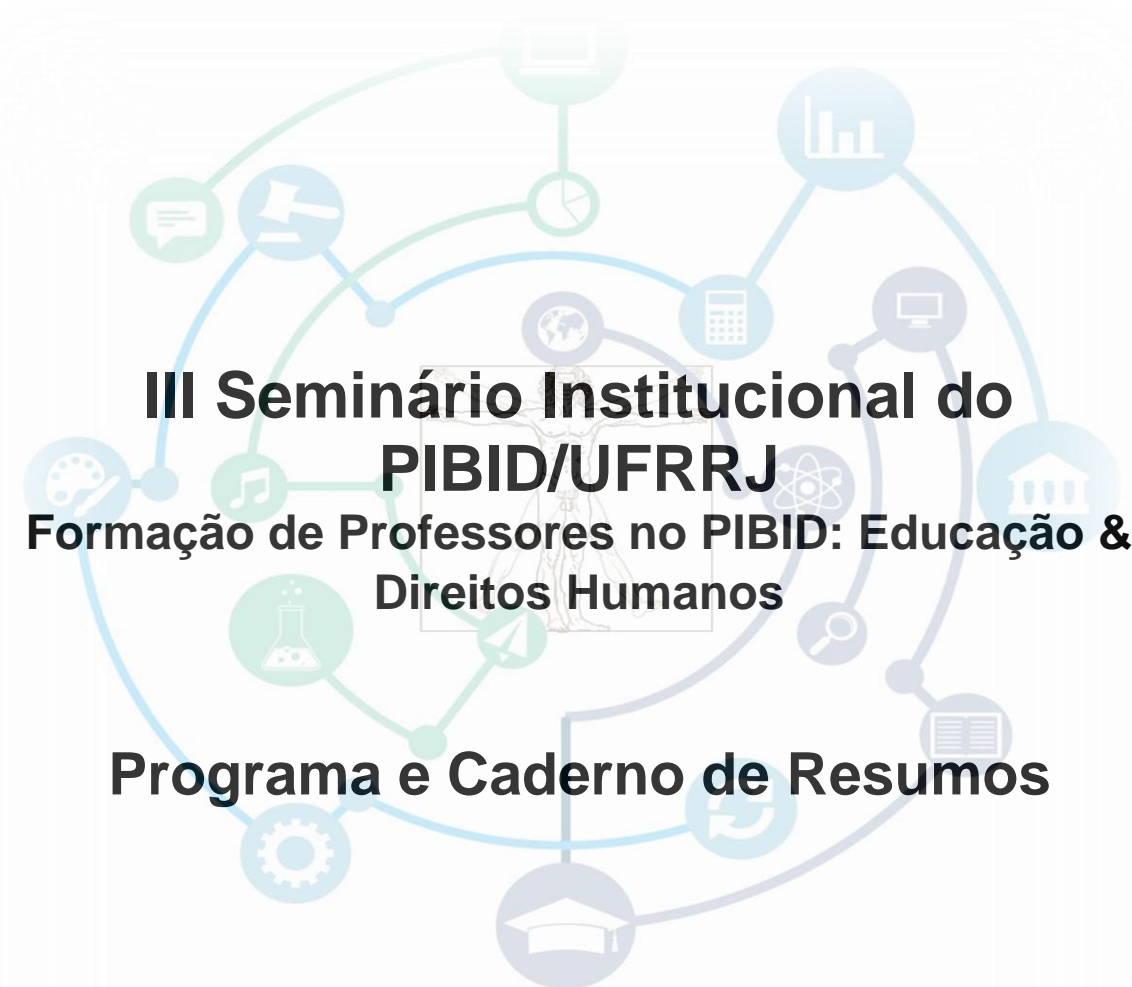 III Seminário Institucional do
PIBID/UFRRJ
Formação de Professores no PIBID: Educação &
Direitos Humanos
Programa e Caderno de Resumos